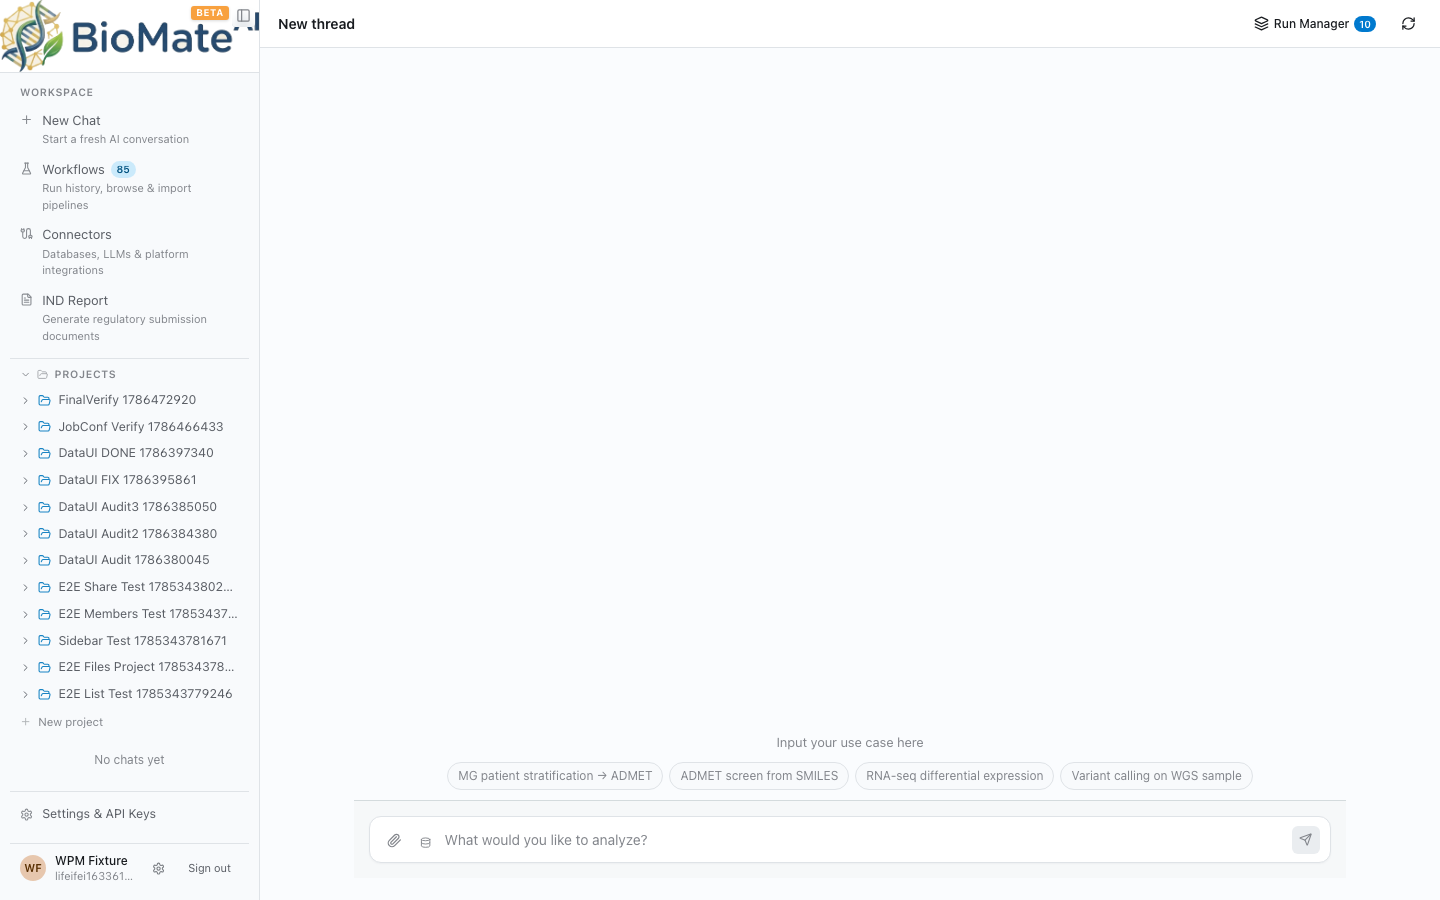 BioMate
BETA
AI
New thread
Run Manager 10
WORKSPACE
New Chat
Start a fresh AI conversation
Workflows 85
Run history, browse & import
pipelines
Connectors
Databases, LLMs & platform
integrations
IND Report
Generate regulatory submission
documents
PROJECTS
FinalVerify 1786472920
JobConf Verify 1786466433
DataUI DONE 1786397340
DataUI FIX 1786395861
DataUI Audit3 1786385050
DataUI Audit2 1786384380
DataUI Audit 1786380045
E2E Share Test 1785343802...
E2E Members Test 17853437...
Sidebar Test 1785343781671
E2E Files Project 178534378...
E2E List Test 1785343779246
New project
No chats yet
Settings & API Keys
WF
WPM Fixture
lifeifei163361...
Sign out
Input your use case here
MG patient stratification → ADMET
ADMET screen from SMILES
RNA-seq differential expression
Variant calling on WGS sample
What would you like to analyze?